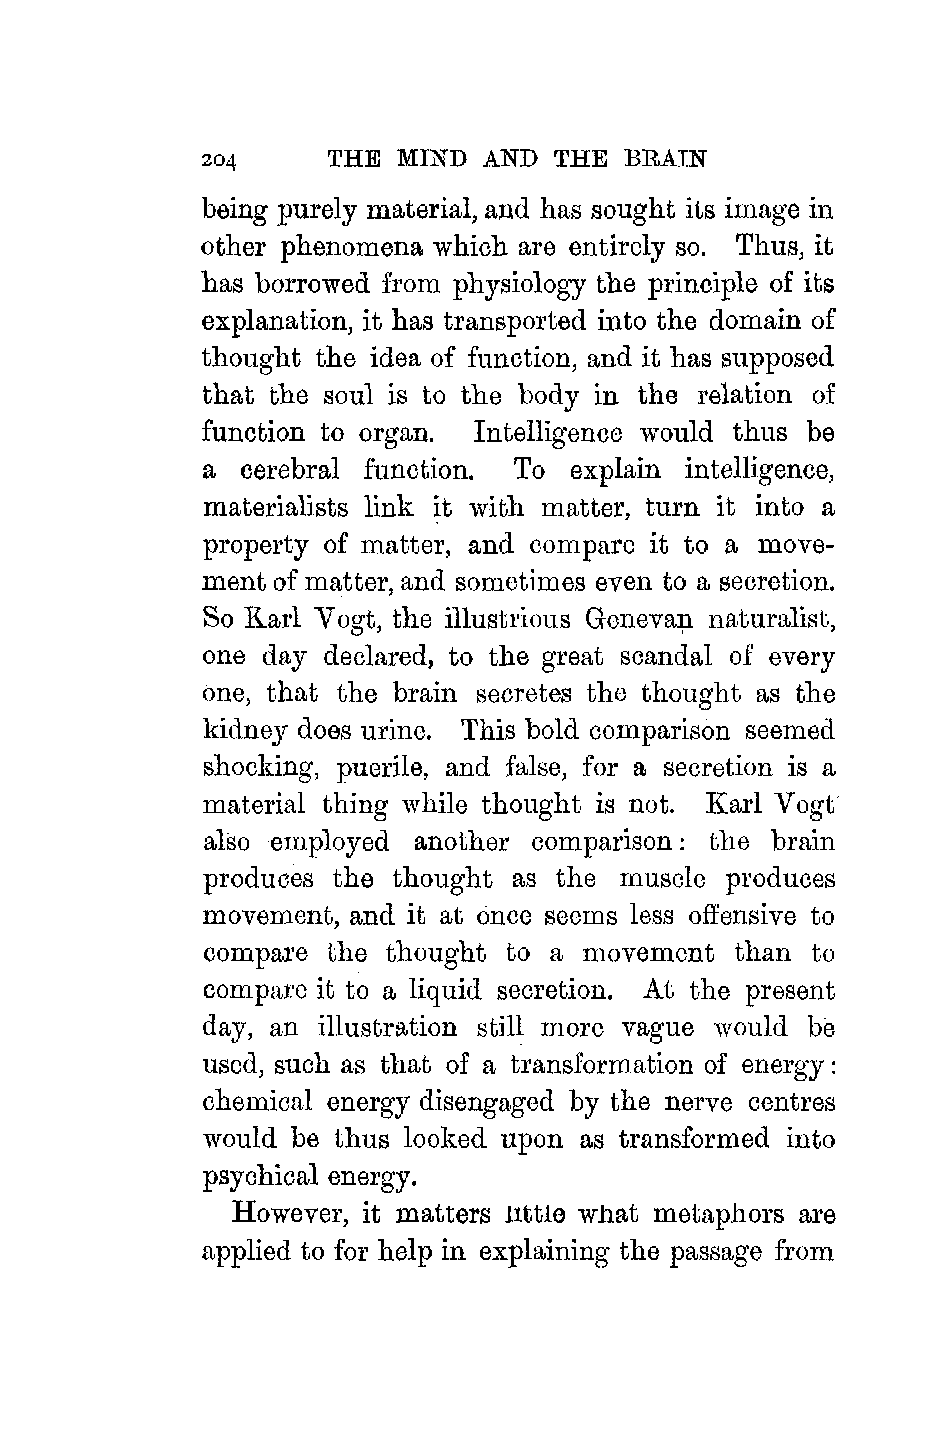 204 THE MIND AND THE BRAIN
being purely material, and has sought its image in
other phenomena which are entirely so. Thus, it
has borrowed from physiology the principle of its
explanation, it has transported into the domain of
thought the idea of function, and it has supposed
that the soul is to the body in the relation of
function to organ. Intelligence would thus be
a cerebral function. To explain intelligence,
materialists link it with matter, turn it into a
property of matter, and compare it to a move-
ment of matter, and sometimes even to a secretion.
So Karl Vogt, the illustrious Genevan naturalist,
one day declared, to the great scandal of every
one, that the brain secretes the thought as the
kidney does urine. This bold comparison seemed
shocking, puerile, and false, for a secretion is a
material thing while thought is not. Karl Vogt
also employed another comparison: the brain
produces the thought as the muscle produces
movement, and it at once seems less offensive to
compare the thought to a movement than to
compare it to a liquid secretion. At the present
day, an illustration still more vague would be
used, such as that of a transformation of energy:
chemical energy disengaged by the nerve centres
would be thus looked upon as transformed into
psychical energy.
However, it matters little what metaphors are
applied to for help in explaining the passage from